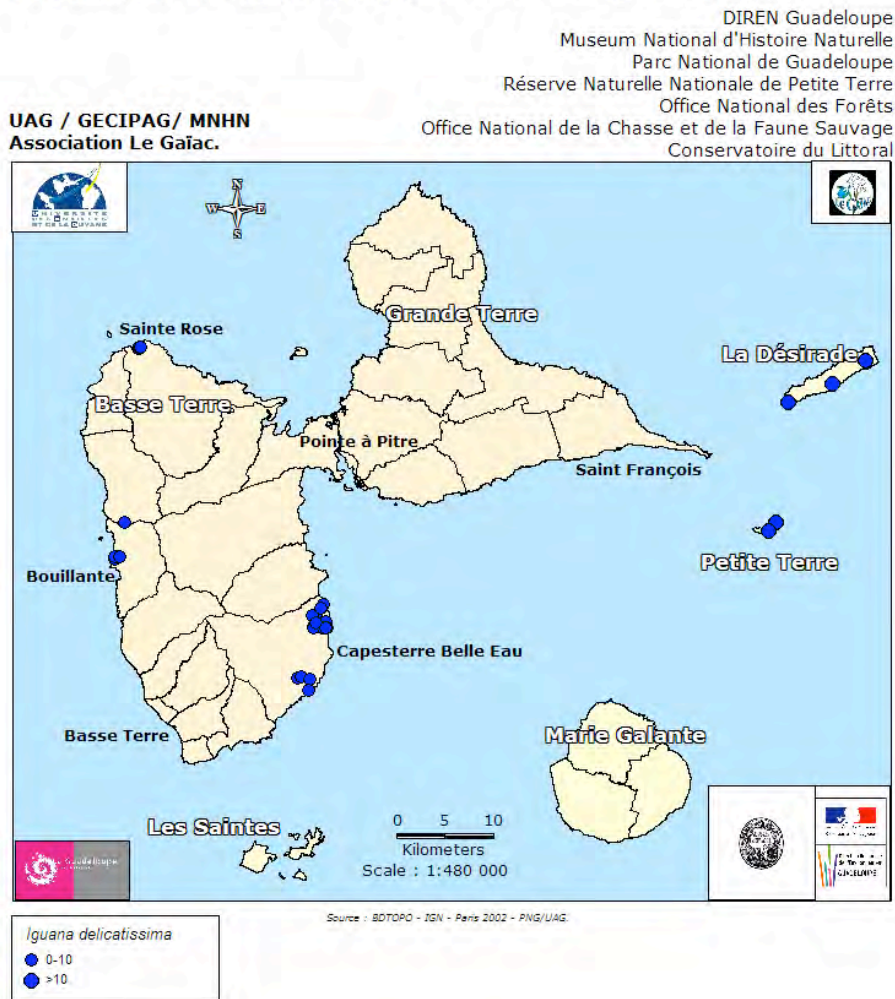 DIREN Guadeloupe
Museum National d'Histoire Naturelle
Parc National de Guadeloupe
Réserve Naturelle Nationale de Petite Terre
Office National des Forêts
Office National de la Chasse et de la Faune Sauvage
Conservatoire du Littoral
UAG / GECIPAG/ MNHN
Association Le Gaïac.
N
W E
S
Grande Terre
Sainte Rose
La Désirade
Basse Terre
Pointe à Pitre
Saint François
Petite Terre
Bouillante
Capesterre Belle Eau
Basse Terre
Marie Galante
Les Saintes
0 5 10
Kilometers
Scale : 1:480 000
Guadeloupe
GUADELOUPE
Source : BDTOPO - IGN - Paris 2002 - PNG/UAG.
Iguana delicatissima
0-10
>10